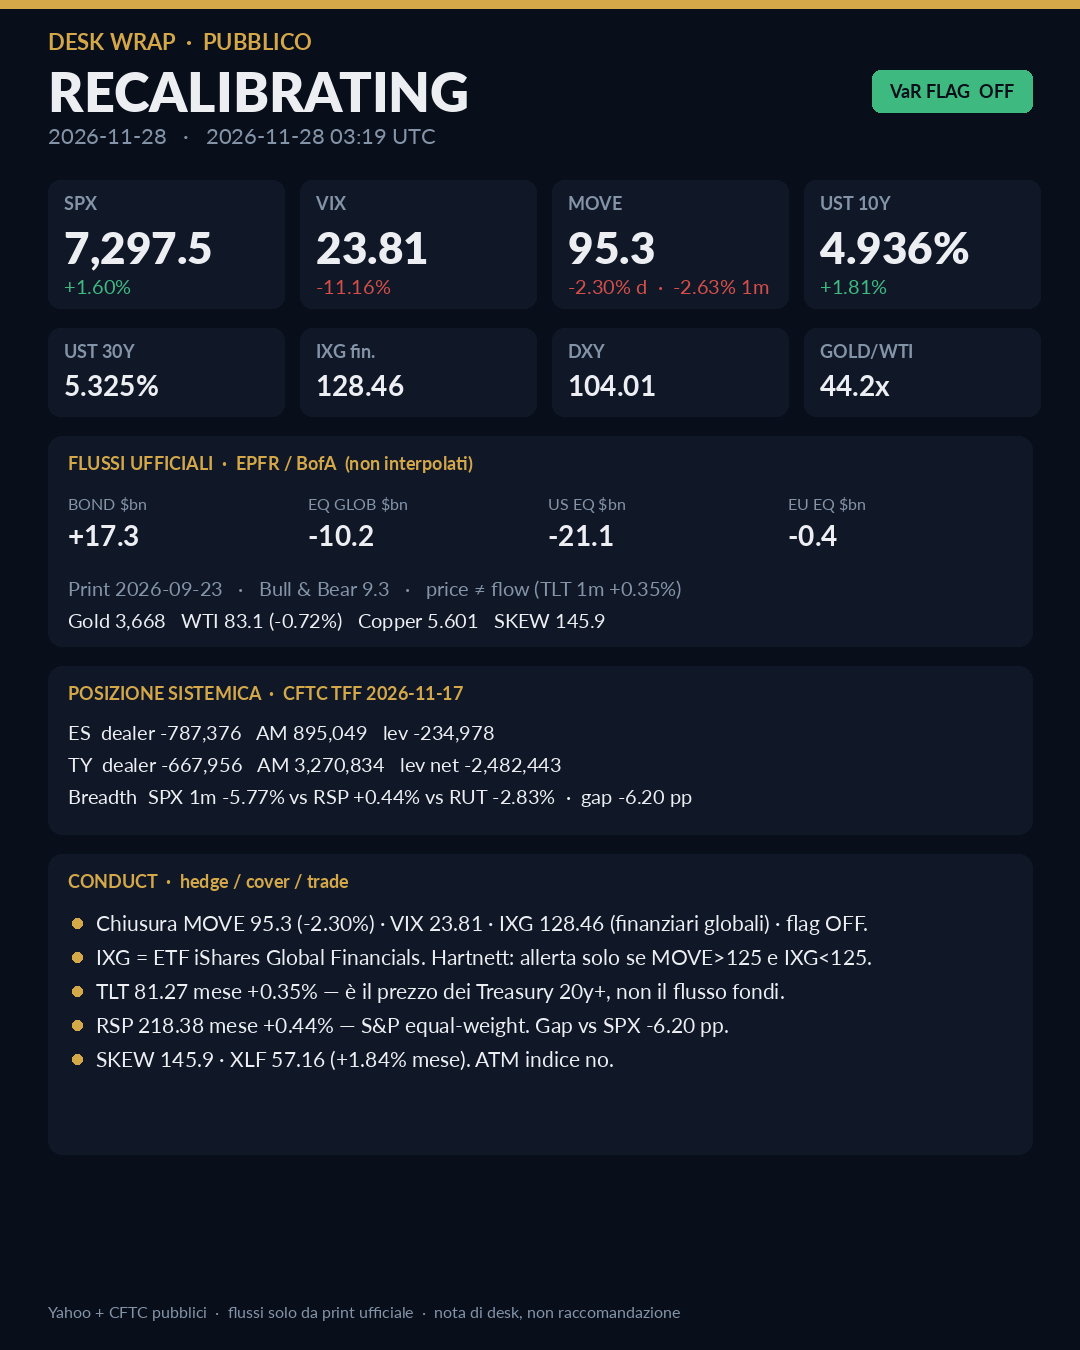 DESK WRAP · PUBBLICO
RECALIBRATING
VaR FLAG OFF
2026-11-28 · 2026-11-28 03:19 UTC
SPX
7,297.5
+1.60%
VIX
23.81
-11.16%
MOVE
95.3
-2.30% d · -2.63% 1m
UST 10Y
4.936%
+1.81%
UST 30Y
5.325%
IXG fin.
128.46
DXY
104.01
GOLD/WTI
44.2x
FLUSSI UFFICIALI · EPFR / BofA (non interpolati)
BOND $bn
+17.3
EQ GLOB $bn
-10.2
US EQ $bn
-21.1
EU EQ $bn
-0.4
Print 2026-09-23 · Bull & Bear 9.3 · price ≠ flow (TLT 1m +0.35%)
Gold 3,668 WTI 83.1 (-0.72%) Copper 5.601 SKEW 145.9
POSIZIONE SISTEMICA · CFTC TFF 2026-11-17
ES dealer -787,376 AM 895,049 lev -234,978
TY dealer -667,956 AM 3,270,834 lev net -2,482,443
Breadth SPX 1m -5.77% vs RSP +0.44% vs RUT -2.83% · gap -6.20 pp
CONDUCT · hedge / cover / trade
Chiusura MOVE 95.3 (-2.30%) · VIX 23.81 · IXG 128.46 (finanziari globali) · flag OFF.
IXG = ETF iShares Global Financials. Hartnett: allerta solo se MOVE>125 e IXG<125.
TLT 81.27 mese +0.35% — è il prezzo dei Treasury 20y+, non il flusso fondi.
RSP 218.38 mese +0.44% — S&P equal-weight. Gap vs SPX -6.20 pp.
SKEW 145.9 · XLF 57.16 (+1.84% mese). ATM indice no.
Yahoo + CFTC pubblici · flussi solo da print ufficiale · nota di desk, non raccomandazione